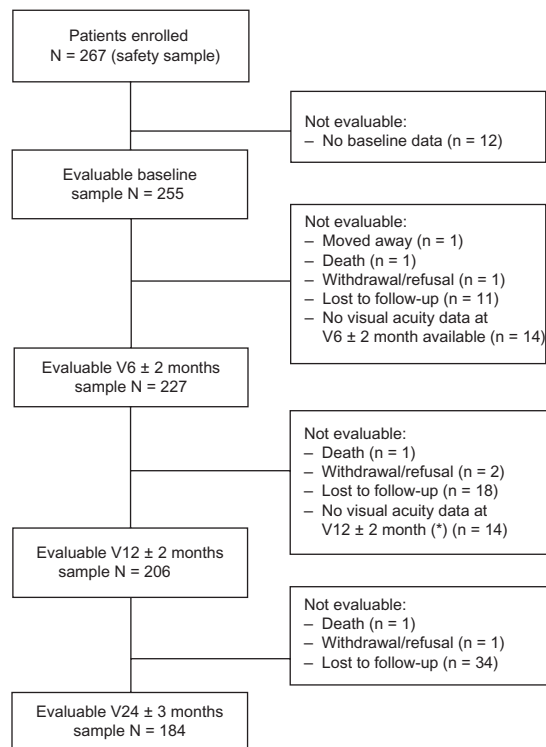 Patients enrolled
N = 267 (safety sample)
Not evaluable:
– No baseline data (n = 12)
Evaluable baseline
sample N = 255
Not evaluable:
– Moved away (n = 1)
– Death (n = 1)
– Withdrawal/refusal (n = 1)
– Lost to follow-up (n = 11)
– No visual acuity data at
V6 ± 2 month available (n = 14)
Evaluable V6 ± 2 months
sample N = 227
Not evaluable:
– Death (n = 1)
– Withdrawal/refusal (n = 2)
– Lost to follow-up (n = 18)
– No visual acuity data at
V12 ± 2 month (*) (n = 14)
Evaluable V12 ± 2 months
sample N = 206
Not evaluable:
– Death (n = 1)
– Withdrawal/refusal (n = 1)
– Lost to follow-up (n = 34)
Evaluable V24 ± 3 months
sample N = 184